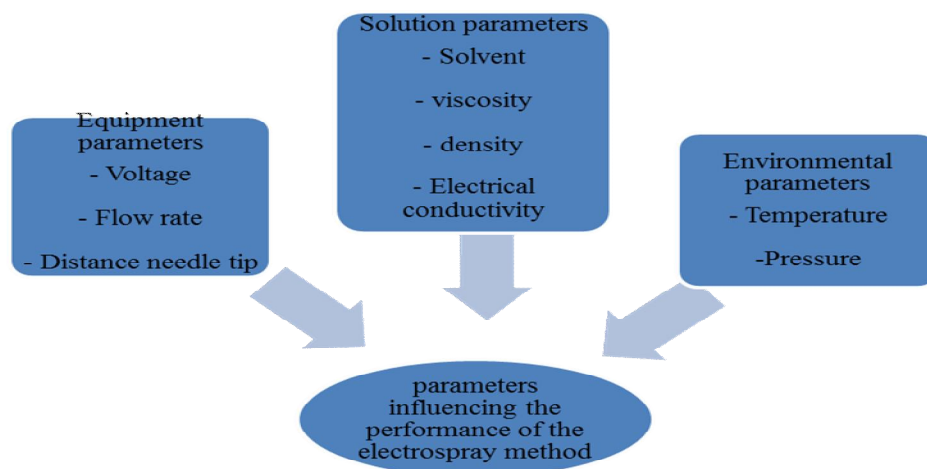 Equipment
parameters
- Voltage
- Flow rate
- Distance needle tip
Solution parameters
- Solvent
- viscosity
- density
- Electrical
conductivity
Environmental
parameters
- Temperature
-Pressure
parameters
influencing the
performance of the
electrospray method